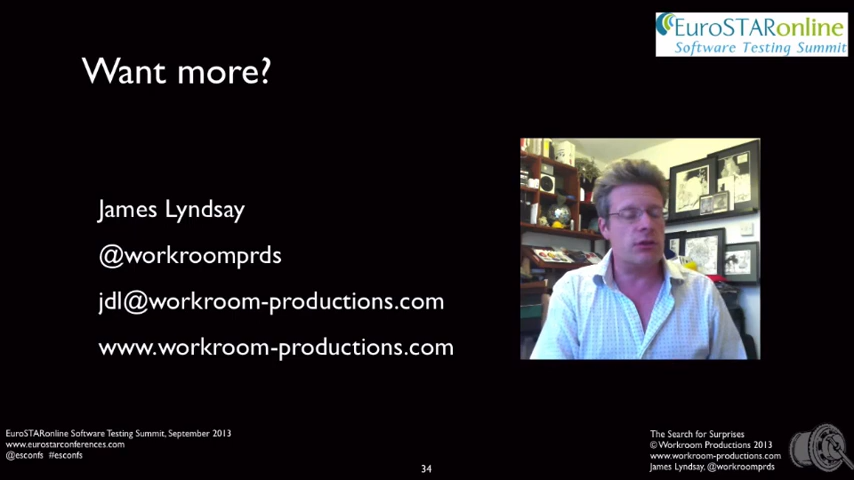 EuroSTARonline
Software Testing Summit
Want more?
James Lyndsay
@workroomprds
jdl@workroom-productions.com
www.workroom-productions.com
EuroSTARonline Software Testing Summit, September 2013
www.eurostarconferences.com
@esconfs #esconfs
34
The Search for Surprises
© Workroom Productions 2013
www.workroom-productions.com
James Lyndsay, @workroomprds